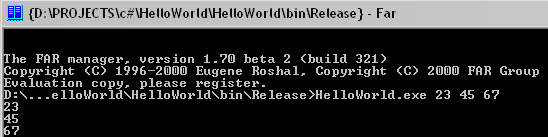 {D:\PROJECTS\c#\HelloWorld\HelloWorld\bin\Release} - Far
The FAR manager, version 1.70 beta 2 (build 321)
Copyright (C) 1996-2000 Eugene Roshal, Copyright (C) 2000 FAR Group
Evaluation copy, please register.
D:\...elloWorld\HelloWorld\bin\Release>HelloWorld.exe 23 45 67
23
45
67